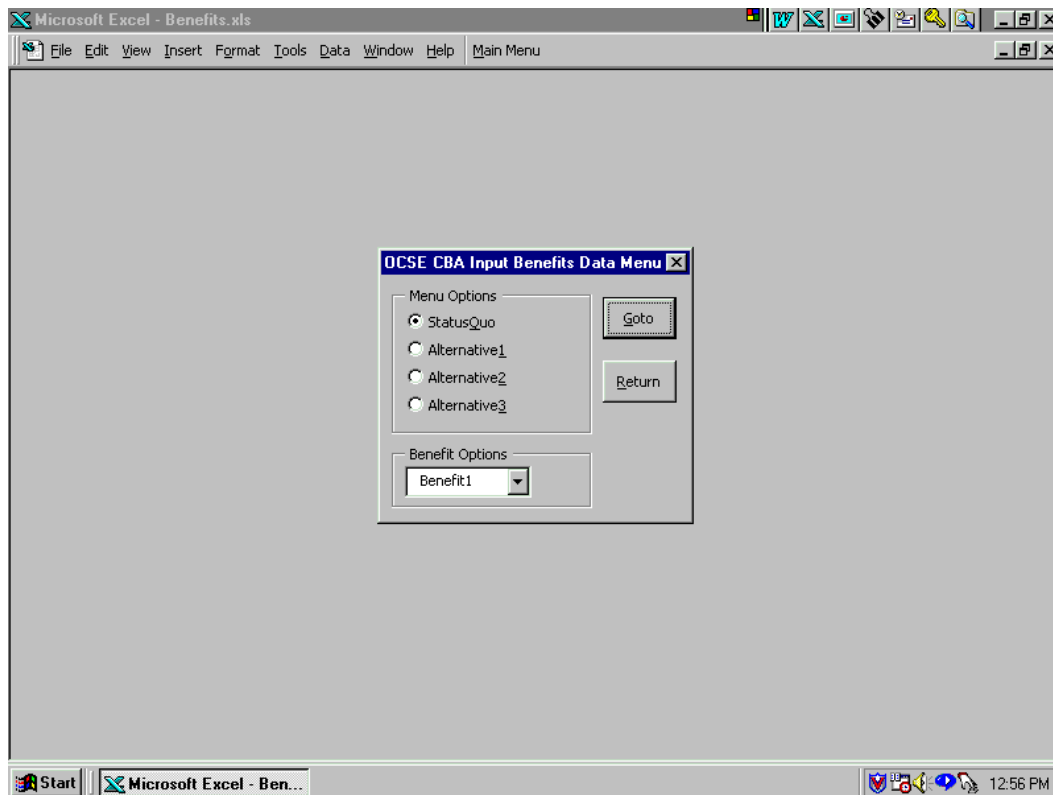 Microsoft Excel - Benefits.xls
File Edit View Insert Format Tools Data Window Help Main Menu
OCSE CBA Input Benefits Data Menu
Menu Options
StatusQuo
Alternative1
Alternative2
Alternative3
Goto
Return
Benefit Options
Benefit1
Start
Microsoft Excel - Ben...
12:56 PM